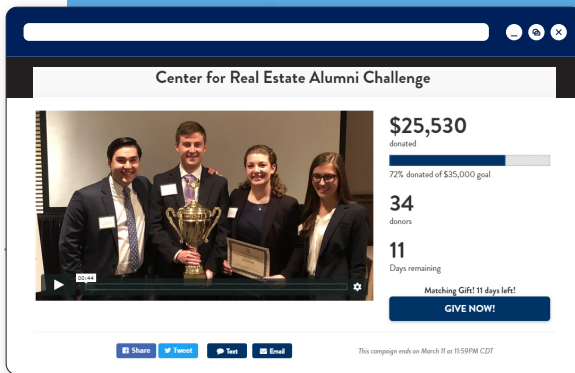 Center for Real Estate Alumni Challenge
$25,530
donated
72% donated of $35,000 goal
34
donors
11
Days remaining
00:44
Matching Gift! 11 days left!
GIVE NOW!
Share
Tweet
Text
Email
This campaign ends on March 11 at 11:59PM CDT